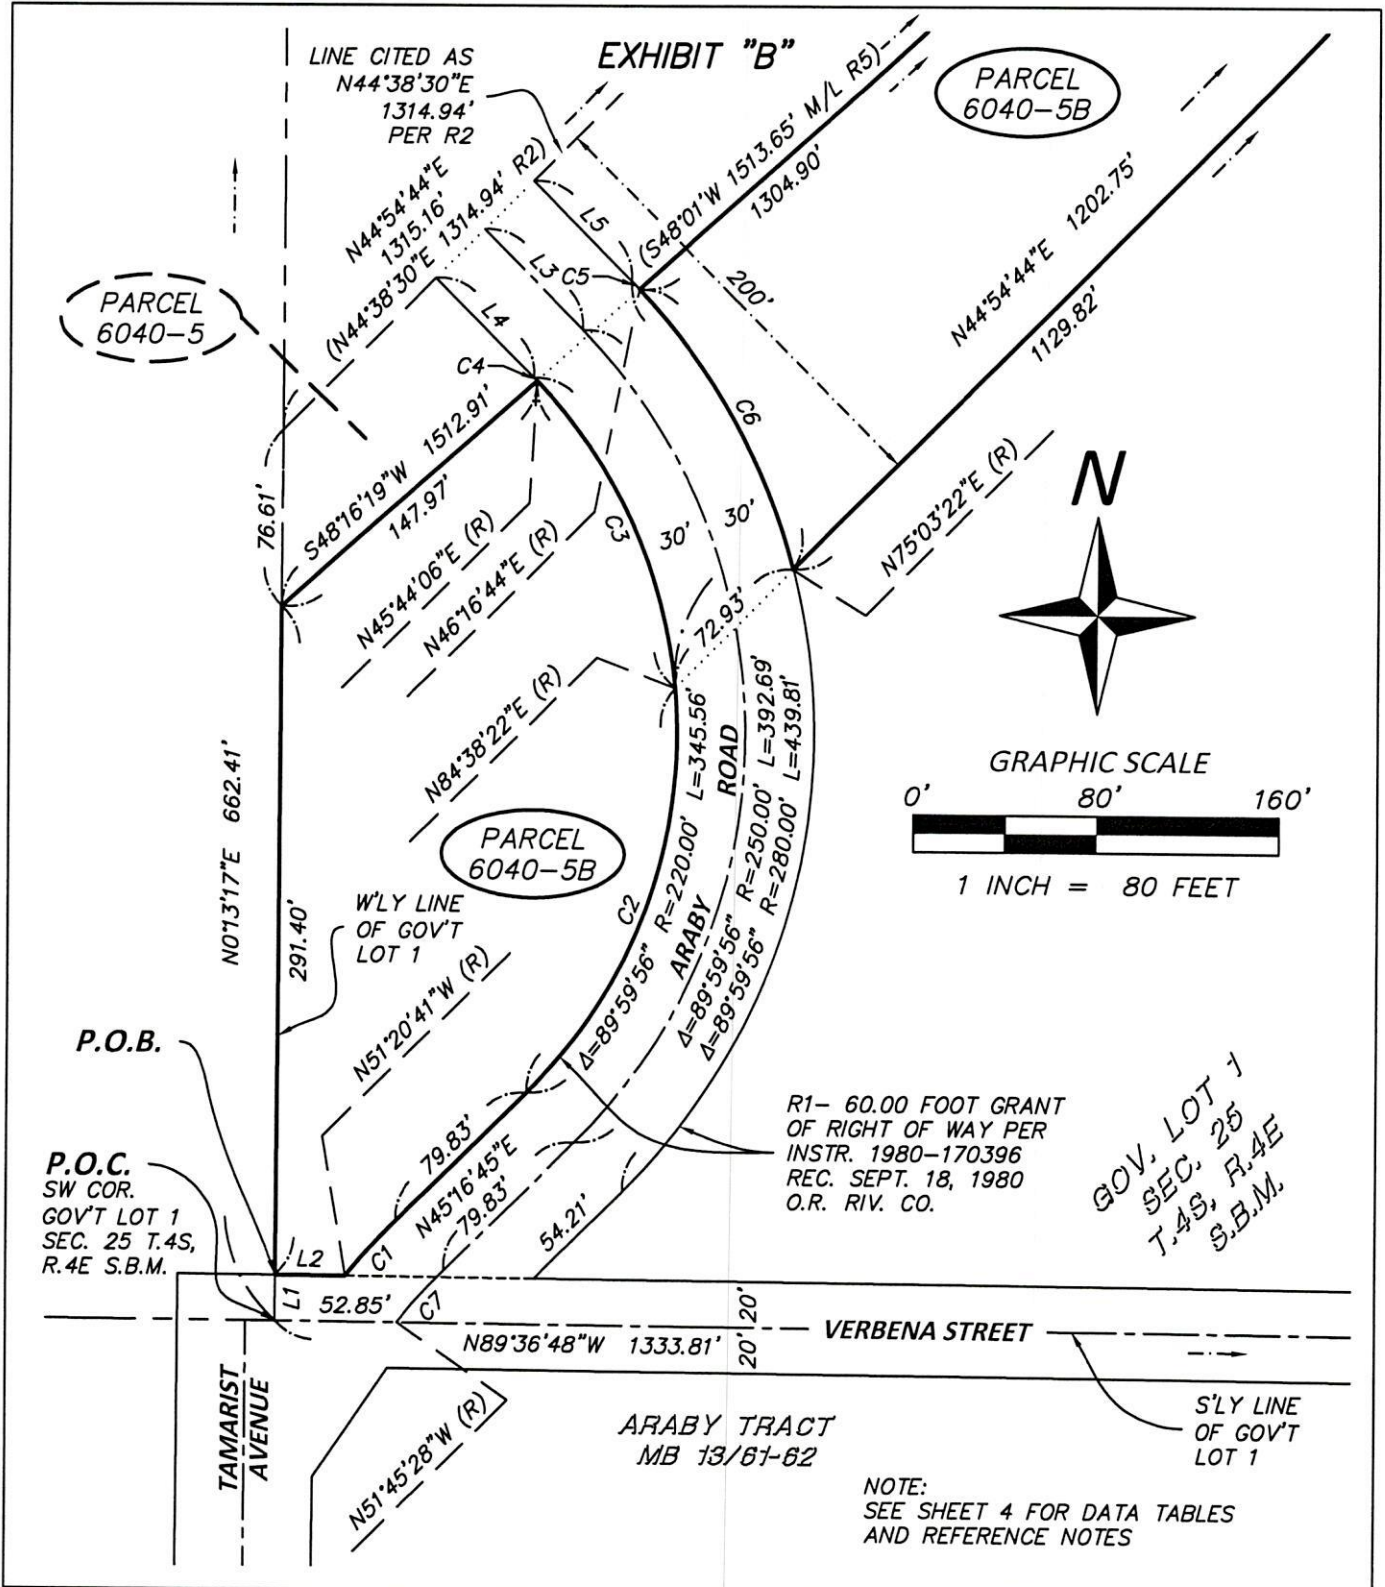 EXHIBIT "B"
LINE CITED AS
N44°38'30"E
1314.94'
PER R2
PARCEL
6040-5B
(S48°01'W 1513.65' M/L R5)
1304.90'
N44°54'44"E
1315.16'
(N44°38'30"E 1314.94' R2)
L5
L3
C5
L4
C4
200'
N44°54'44"E 1202.75'
1129.82'
PARCEL
6040-5
76.61'
S48°16'19"W 1512.91'
147.97'
C6
C3
30'
30'
N45°44'06"E (R)
N46°16'44"E (R)
N75°03'22"E (R)
N
72.93'
N84°38'22"E (R)
GRAPHIC SCALE
0' 80' 160'
1 INCH = 80 FEET
N0°13'17"E 662.41'
291.40'
PARCEL
6040-5B
W'LY LINE
OF GOV'T
LOT 1
C2
Δ=89°59'56" R=220.00' L=345.56'
ARABY ROAD
Δ=89°59'56" R=250.00' L=392.69'
Δ=89°59'56" R=280.00' L=439.81'
N51°20'41"W (R)
P.O.B.
P.O.C.
SW COR.
GOV'T LOT 1
SEC. 25 T.4S,
R.4E S.B.M.
79.83'
N45°16'45"E
79.83'
54.21'
R1- 60.00 FOOT GRANT
OF RIGHT OF WAY PER
INSTR. 1980-170396
REC. SEPT. 18, 1980
O.R. RIV. CO.
GOV. LOT 1
SEC. 25
T.4S, R.4E
S.B.M.
L2
C1
L1
52.85'
C7
N89°36'48"W 1333.81'
20'
20'
VERBENA STREET
TAMARIST
AVENUE
N51°45'28"W (R)
ARABY TRACT
MB 13/61-62
S'LY LINE
OF GOV'T
LOT 1
NOTE:
SEE SHEET 4 FOR DATA TABLES
AND REFERENCE NOTES